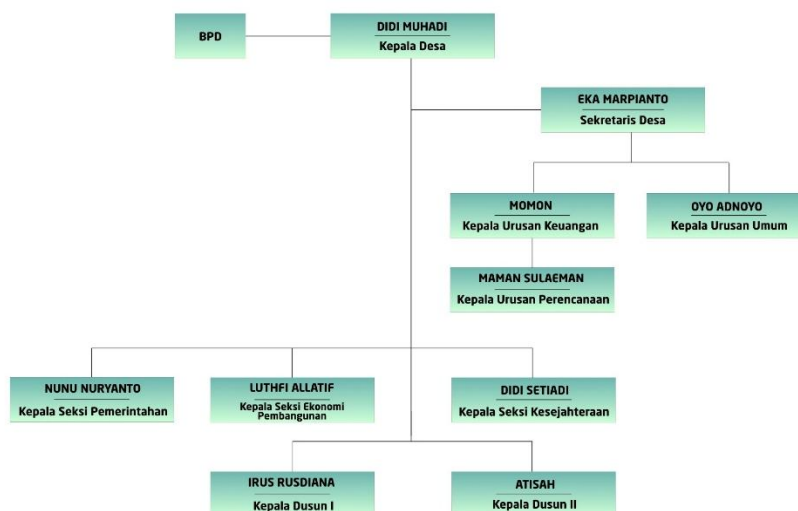 BPD
DIDI MUHADI
Kepala Desa
EKA MARPIANTO
Sekretaris Desa
MOMON
Kepala Urusan Keuangan
OYO ADNOYO
Kepala Urusan Umum
MAMAN SULAEMAN
Kepala Urusan Perencanaan
NUNU NURYANTO
Kepala Seksi Pemerintahan
LUTHFI ALLATIF
Kepala Seksi Ekonomi
Pembangunan
DIDI SETIADI
Kepala Seksi Kesejahteraan
IRUS RUSDIANA
Kepala Dusun I
ATISAH
Kepala Dusun II